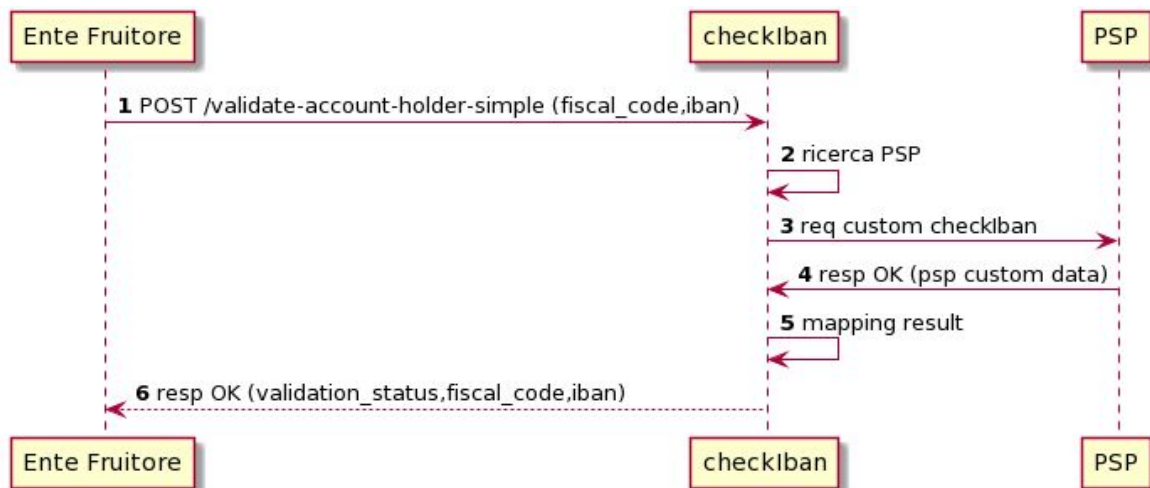 Ente Fruitore
checkIban
PSP
1 POST /validate-account-holder-simple (fiscal_code,iban)
2 ricerca PSP
3 req custom checkIban
4 resp OK (psp custom data)
5 mapping result
6 resp OK (validation_status,fiscal_code,iban)
Ente Fruitore
checkIban
PSP